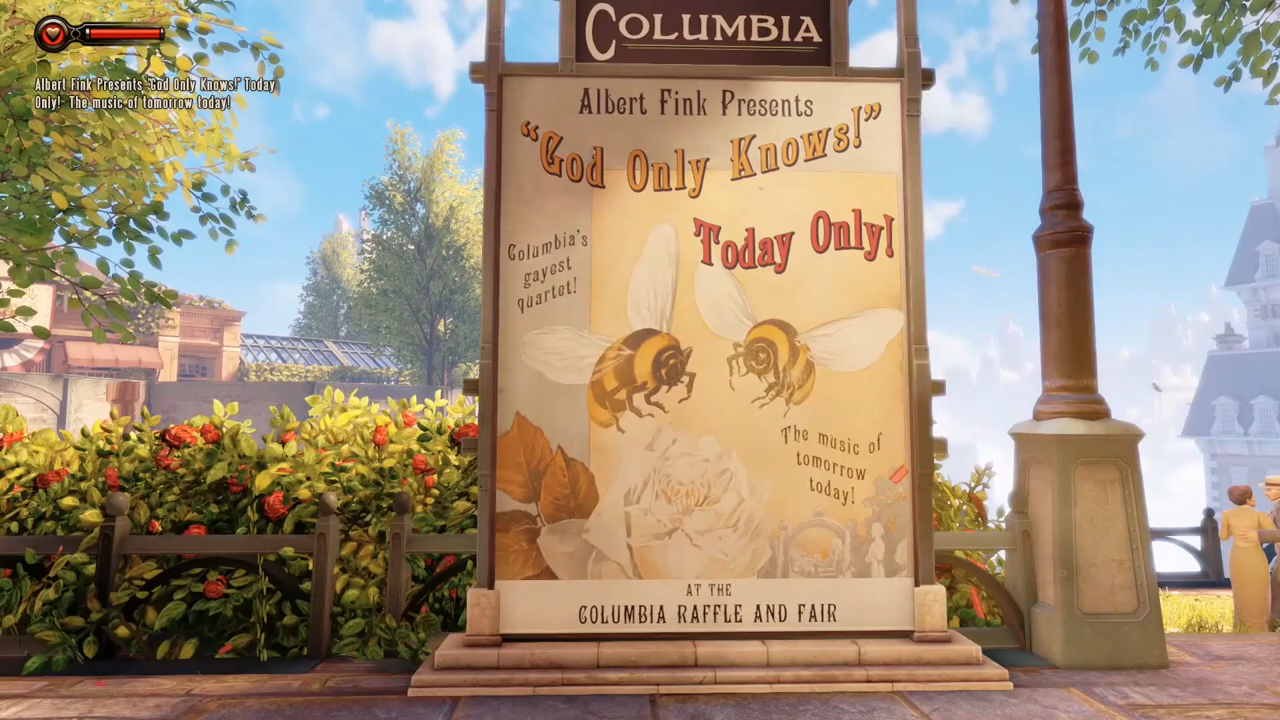 Albert Fink Presents "God Only Knows!" Today
Only! The music of tomorrow today!
COLUMBIA
Albert Fink Presents
“God Only Knows!”
Today Only!
Columbia's
gayest
quartet!
The music of
tomorrow
today!
AT THE
COLUMBIA RAFFLE AND FAIR